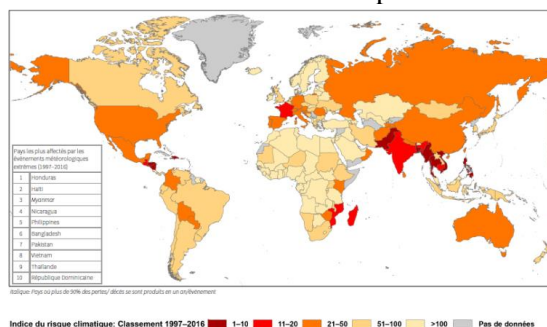 Pays les plus affectés par les
événements météorologiques
extrêmes (1997-2016)
1 Honduras
2 Haïti
3 Myanmar
4 Nicaragua
5 Philippines
6 Bangladesh
7 Pakistan
8 Vietnam
9 Thaïlande
10 République Dominicaine
Italique: Pays où plus de 90% des pertes/ décès se sont produits en un an/événement
Indice du risque climatique: Classement 1997–2016 1–10 11–20 21–50 51–100 >100 Pas de données